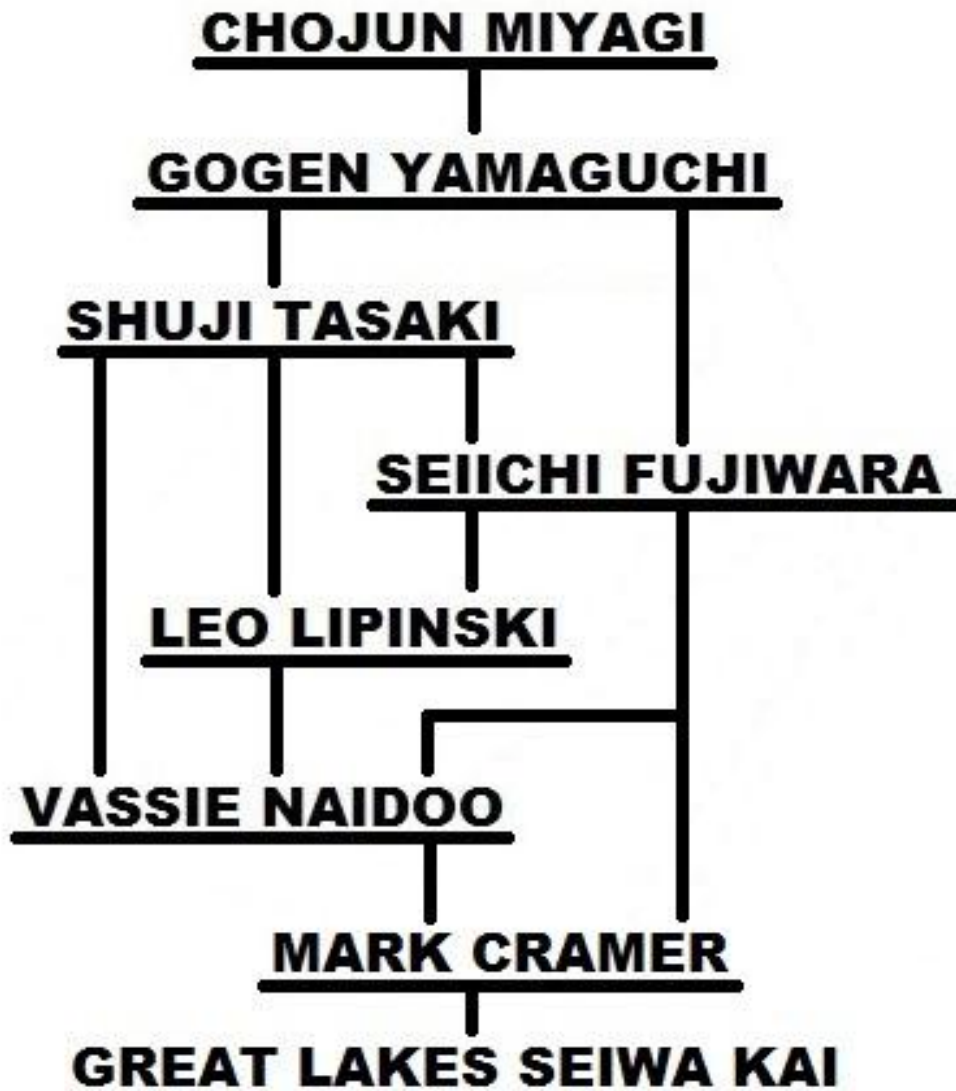 CHOJUN MIYAGI
GOGEN YAMAGUCHI
SHUJI TASAKI
SEIICHI FUJIWARA
LEO LIPINSKI
VASSIE NAIDOO
MARK CRAMER
GREAT LAKES SEIWA KAI